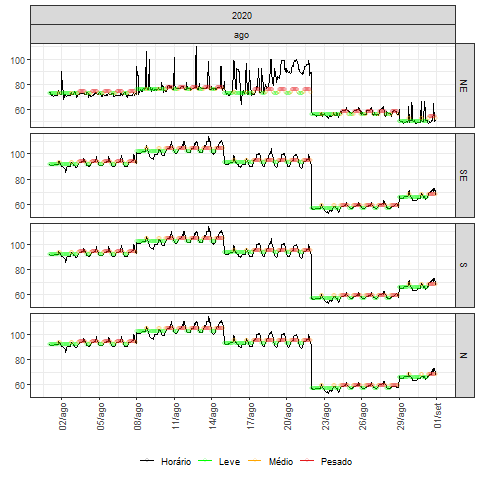 2020
ago
100
80
60
NE
100
80
60
SE
100
80
60
S
100
80
60
N
02/ago
05/ago
08/ago
11/ago
14/ago
17/ago
20/ago
23/ago
26/ago
29/ago
01/set
Horário Leve Médio Pesado